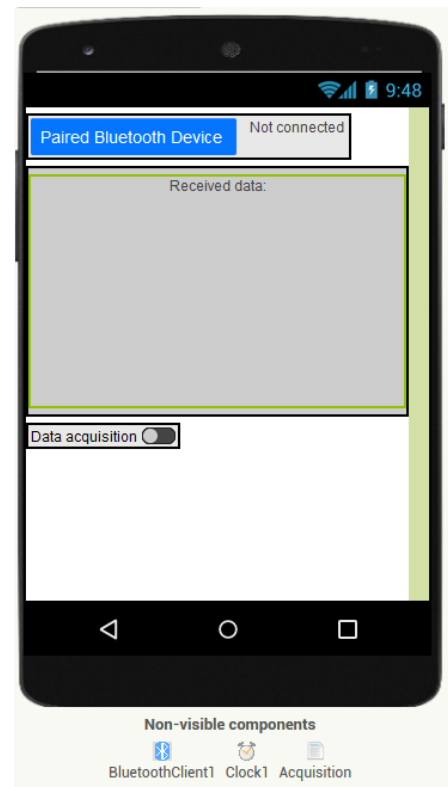 9:48
Paired Bluetooth Device
Not connected
Received data:
Data acquisition
Non-visible components
BluetoothClient1 Clock1 Acquisition